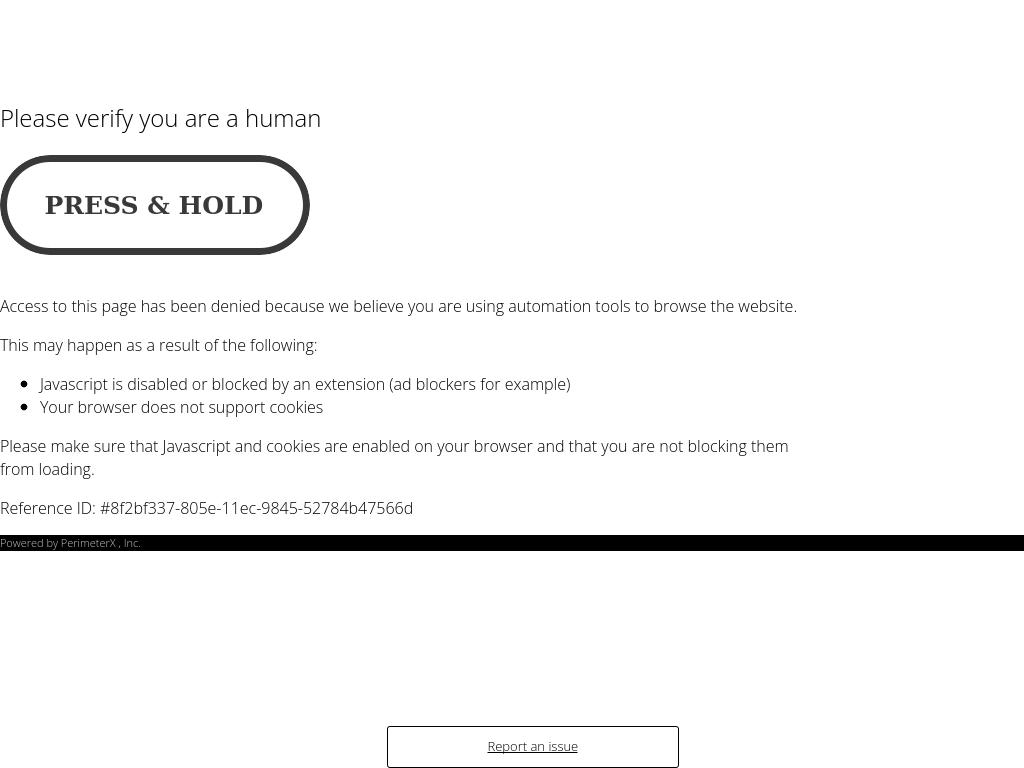 Please verify you are a human
PRESS & HOLD
Access to this page has been denied because we believe you are using automation tools to browse the website.
This may happen as a result of the following:
Javascript is disabled or blocked by an extension (ad blockers for example)
Your browser does not support cookies
Please make sure that Javascript and cookies are enabled on your browser and that you are not blocking them
from loading.
Reference ID: #8f2bf337-805e-11ec-9845-52784b47566d
Powered by PerimeterX , Inc.
Report an issue